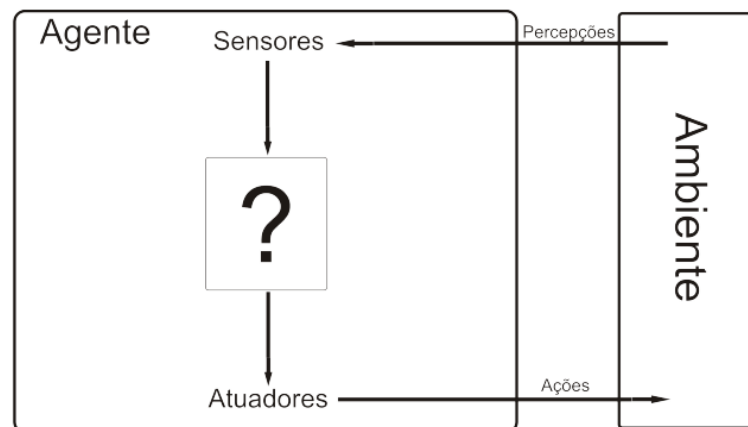 Agente
Sensores
Percepções
?
Ambiente
Atuadores
Ações